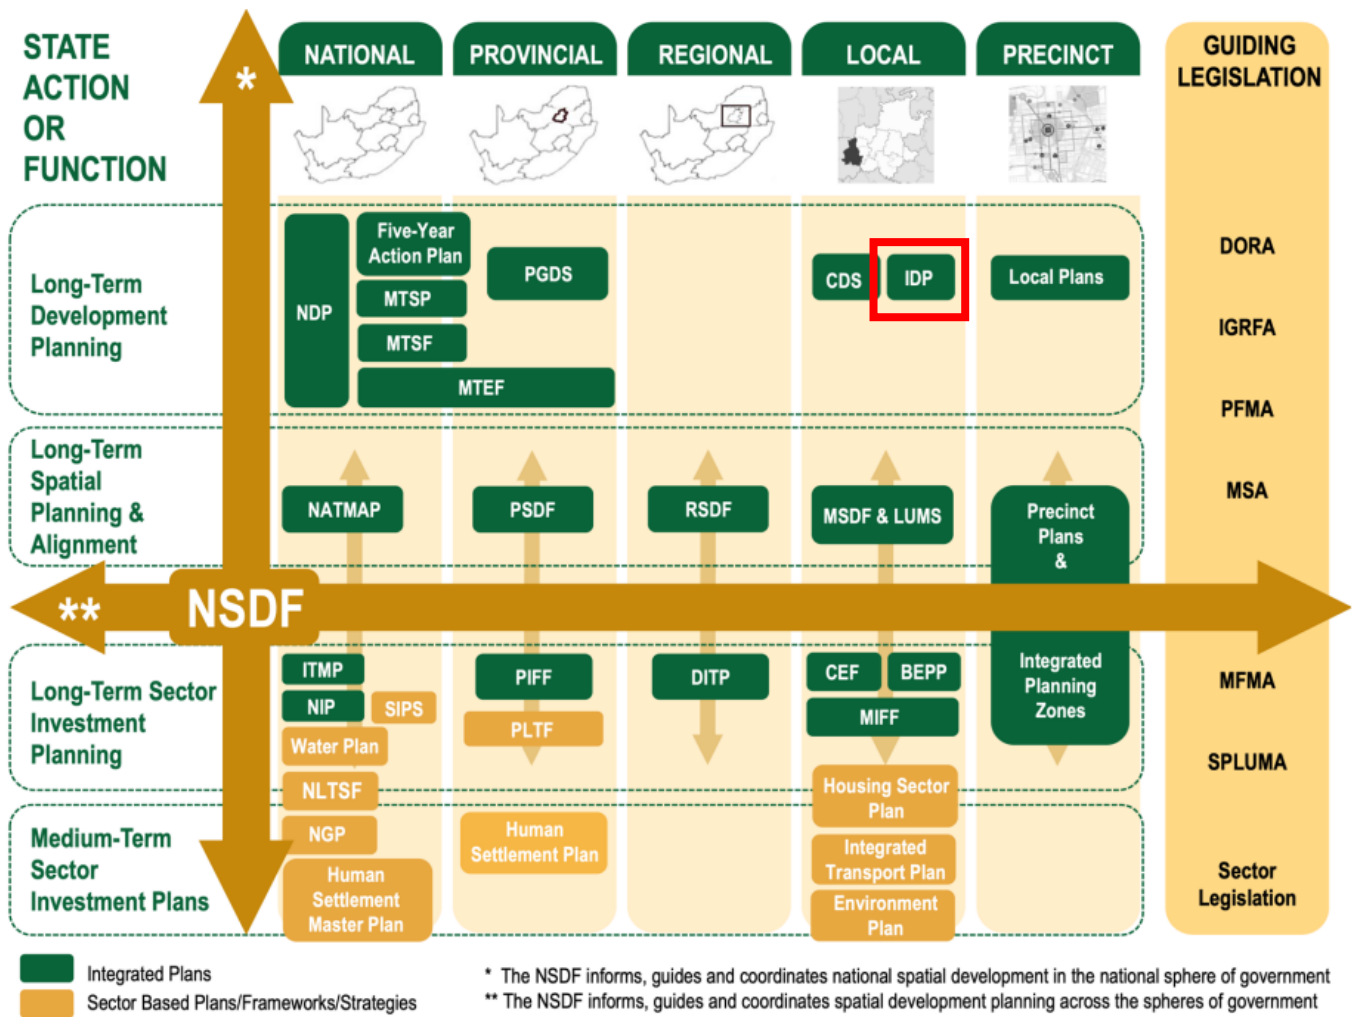 STATE
ACTION
OR
FUNCTION
*
NATIONAL
PROVINCIAL
REGIONAL
LOCAL
PRECINCT
GUIDING
LEGISLATION
Long-Term
Development
Planning
NDP
Five-Year
Action Plan
MTSP
MTSF
MTEF
PGDS
CDS
IDP
Local Plans
DORA
IGRFA
PFMA
Long-Term
Spatial
Planning &
Alignment
NATMAP
PSDF
RSDF
MSDF & LUMS
Precinct
Plans
&
Integrated
Planning
Zones
MSA
**
NSDF
Long-Term Sector
Investment
Planning
ITMP
NIP
SIPS
Water Plan
NLTSF
PIFF
PLTF
DITP
CEF
BEPP
MIFF
Housing Sector
Plan
MFMA
SPLUMA
Medium-Term
Sector
Investment Plans
NGP
Human
Settlement
Master Plan
Human
Settlement Plan
Integrated
Transport Plan
Environment
Plan
Sector
Legislation
Integrated Plans
Sector Based Plans/Frameworks/Strategies
* The NSDF informs, guides and coordinates national spatial development in the national sphere of government
** The NSDF informs, guides and coordinates spatial development planning across the spheres of government